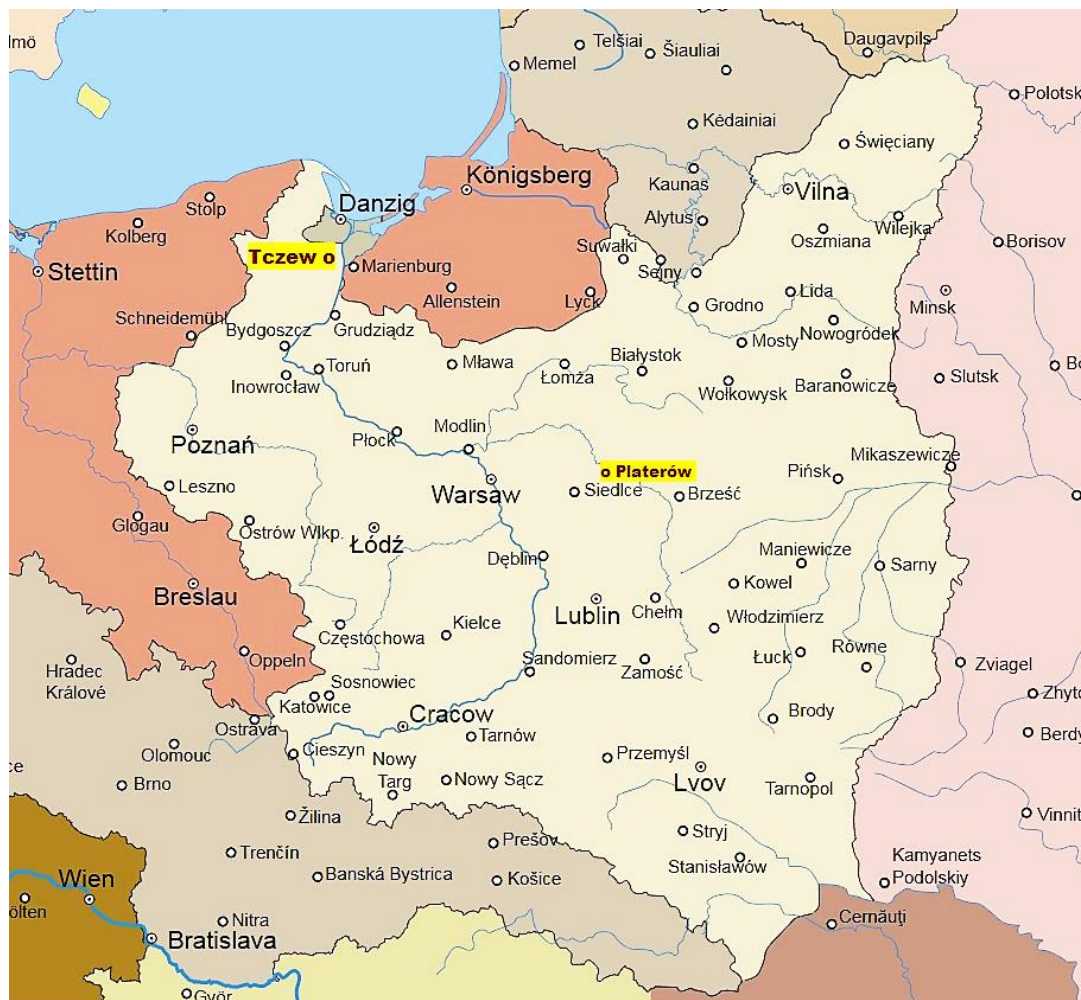 lmö
Telšiai
Šiauliai
Daugavpils
Memel
Polotsk
Kėdainiai
Święciany
Kaunas
Königsberg
Vilna
Stolp
Danzig
Alytus
Wilejka
Kolberg
Oszmiana
Borisov
Suwałki
Tczew o
Sejny
Stettin
Marienburg
Allenstein
Lyck
Lida
Grodno
Minsk
Schneidemühl
Grudziądz
Nowogródek
Bydgoszcz
Mosty
Toruń
Mława
Białystok
Łomża
Inowrocław
Wołkowysk
Baranowicze
Slutsk
Poznań
Płock
Modlin
Mikaszewicze
o Platerów
Pińsk
Leszno
Warsaw
Siedlce
Brześć
Glogau
Ostrów Wlkp.
Łódź
Dęblin
Maniewicze
Sarny
Kowel
Breslau
Lublin
Chełm
Włodzimierz
Częstochowa
Kielce
Oppeln
Łuck
Równe
Hradec
Králové
Sandomierz
Zamość
Zviagel
Sosnowiec
Katowice
Zhyto
Cracow
Brody
Ostrava
Tarnów
Berdy
Olomouc
Cieszyn
Nowy
Targ
Przemyśl
Lvov
ce
Brno
Nowy Sącz
Tarnopol
Žilina
Vinnit
Stryj
Prešov
Trenčín
Stanisławów
Kamyanets
Podolskiy
Banská Bystrica
Košice
Wien
ölten
Nitra
Cernăuţi
Bratislava
Györ